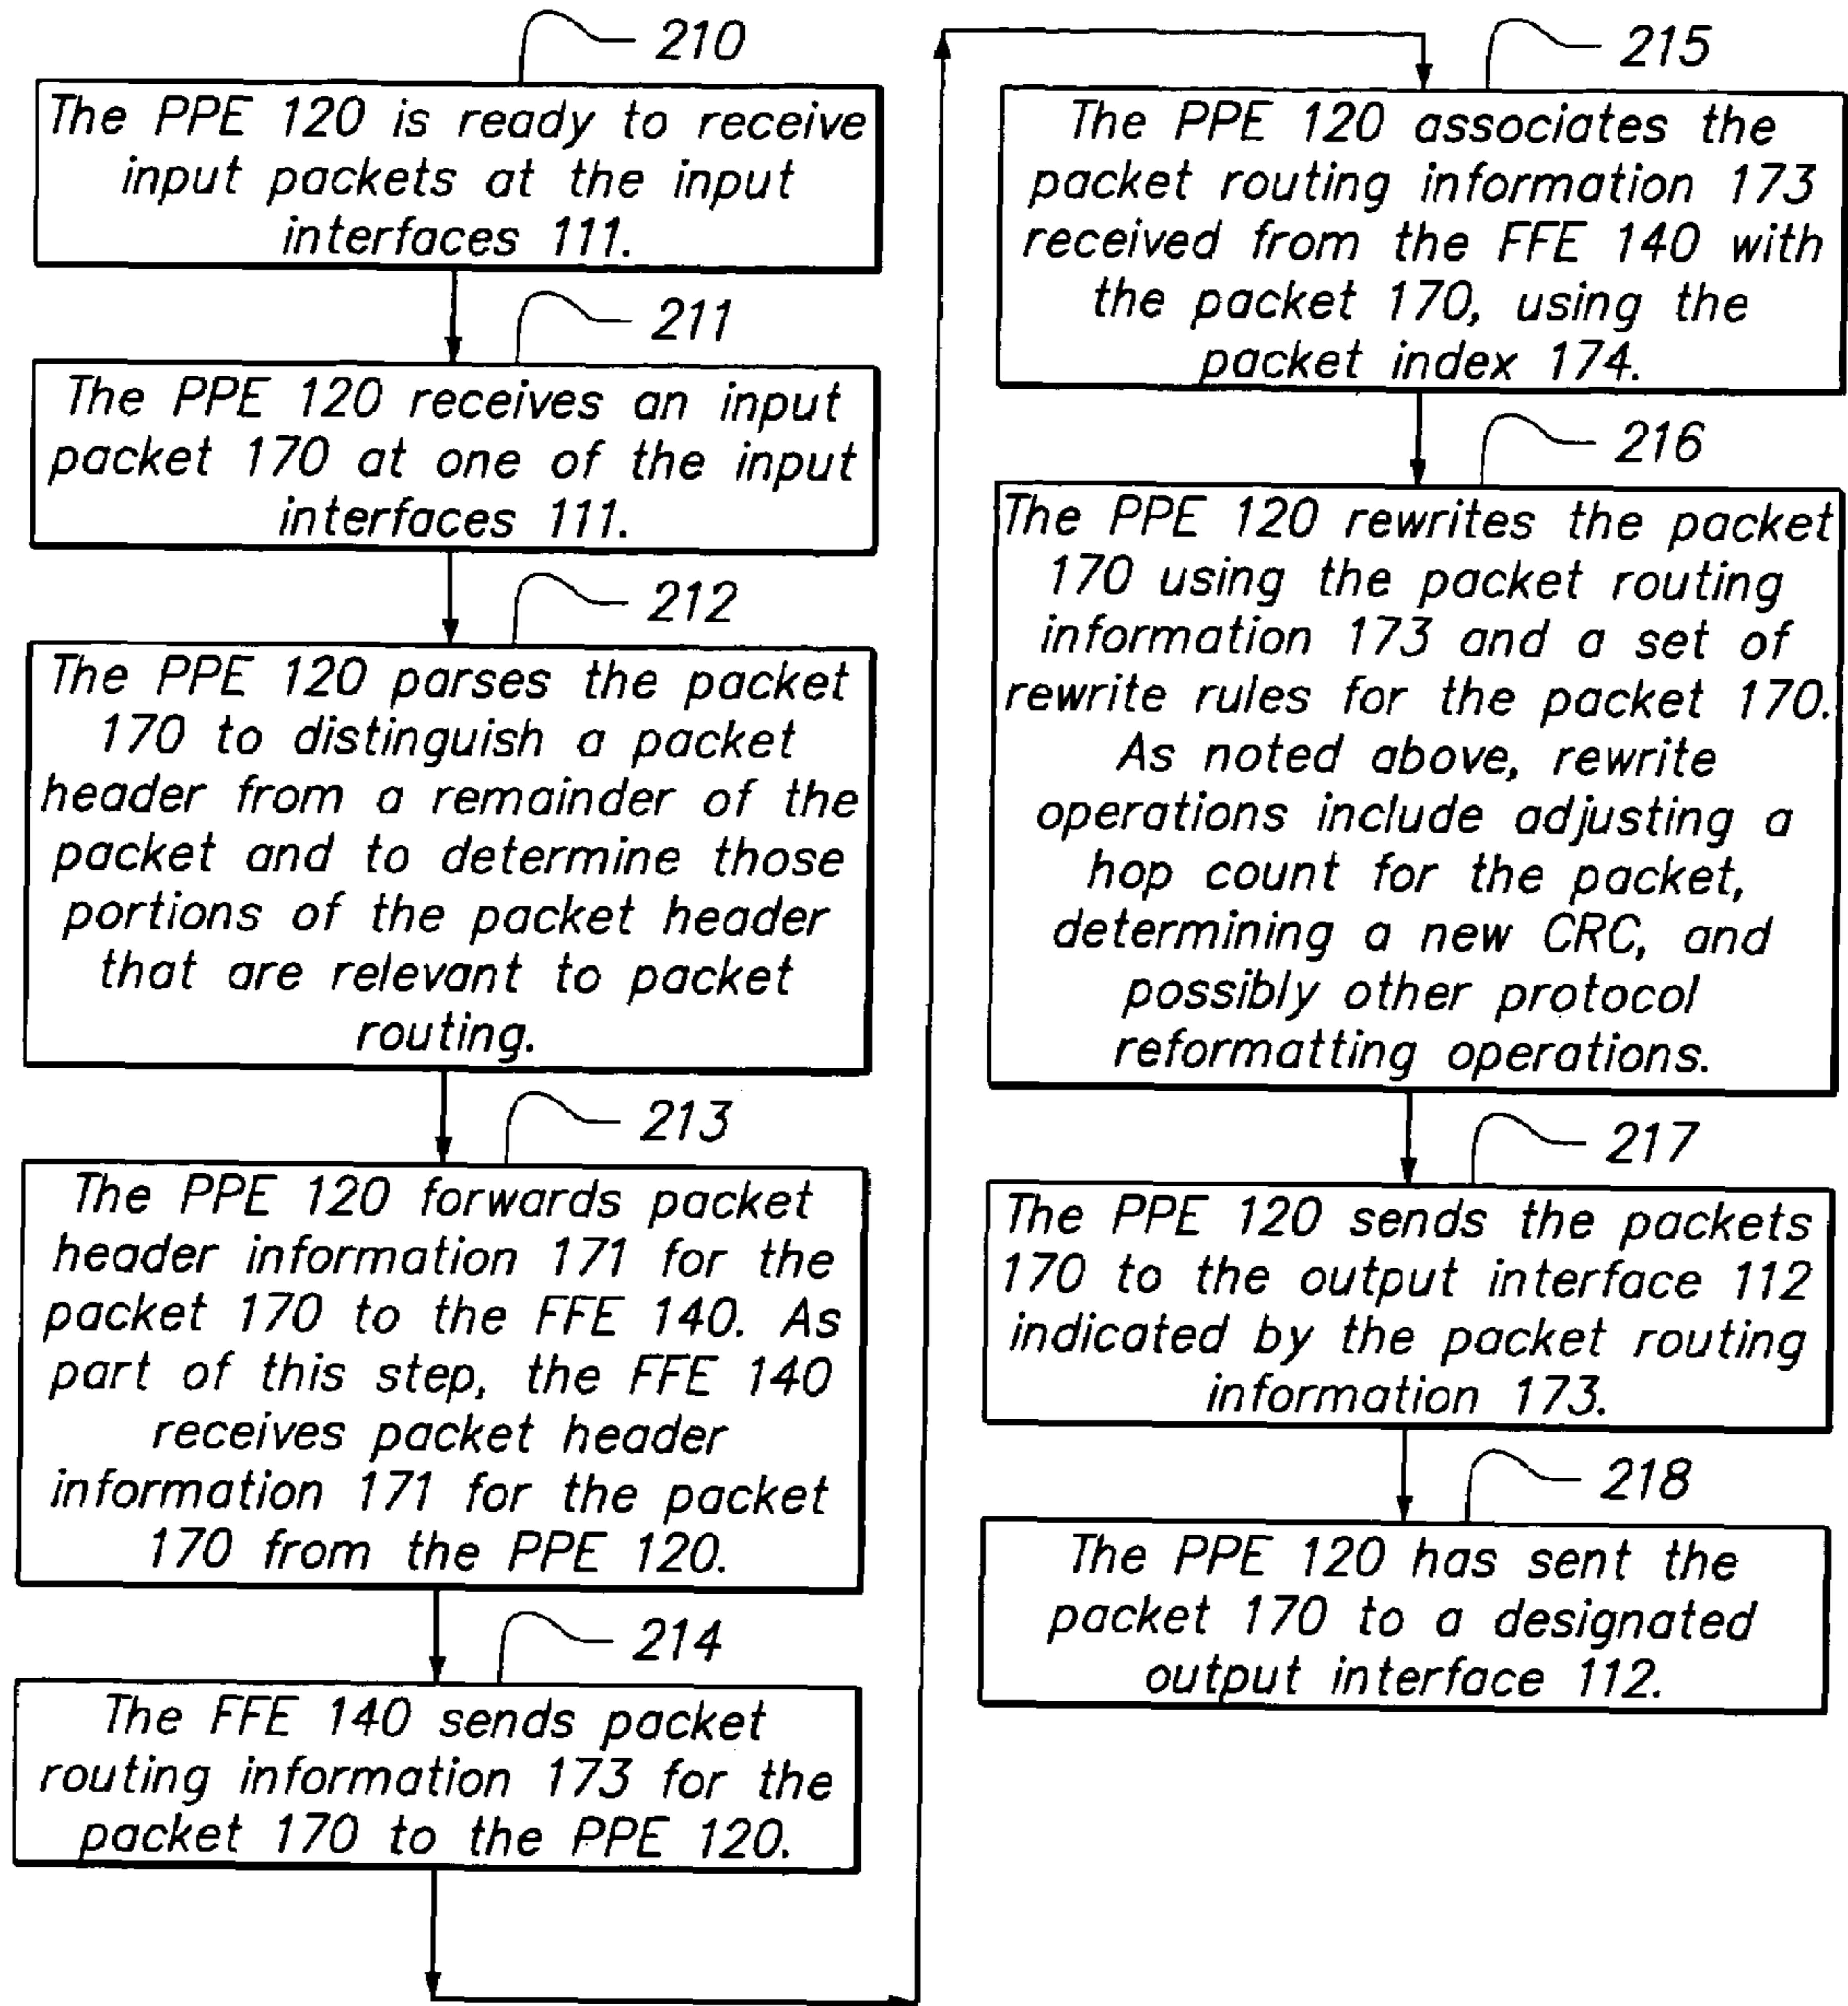 210
The PPE 120 is ready to receive
input packets at the input
interfaces 111.
211
The PPE 120 receives an input
packet 170 at one of the input
interfaces 111.
212
The PPE 120 parses the packet
170 to distinguish a packet
header from a remainder of the
packet and to determine those
portions of the packet header
that are relevant to packet
routing.
213
The PPE 120 forwards packet
header information 171 for the
packet 170 to the FFE 140. As
part of this step, the FFE 140
receives packet header
information 171 for the packet
170 from the PPE 120.
214
The FFE 140 sends packet
routing information 173 for the
packet 170 to the PPE 120.
215
The PPE 120 associates the
packet routing information 173
received from the FFE 140 with
the packet 170, using the
packet index 174.
216
The PPE 120 rewrites the packet
170 using the packet routing
information 173 and a set of
rewrite rules for the packet 170.
As noted above, rewrite
operations include adjusting a
hop count for the packet,
determining a new CRC, and
possibly other protocol
reformatting operations.
217
The PPE 120 sends the packets
170 to the output interface 112
indicated by the packet routing
information 173.
218
The PPE 120 has sent the
packet 170 to a designated
output interface 112.